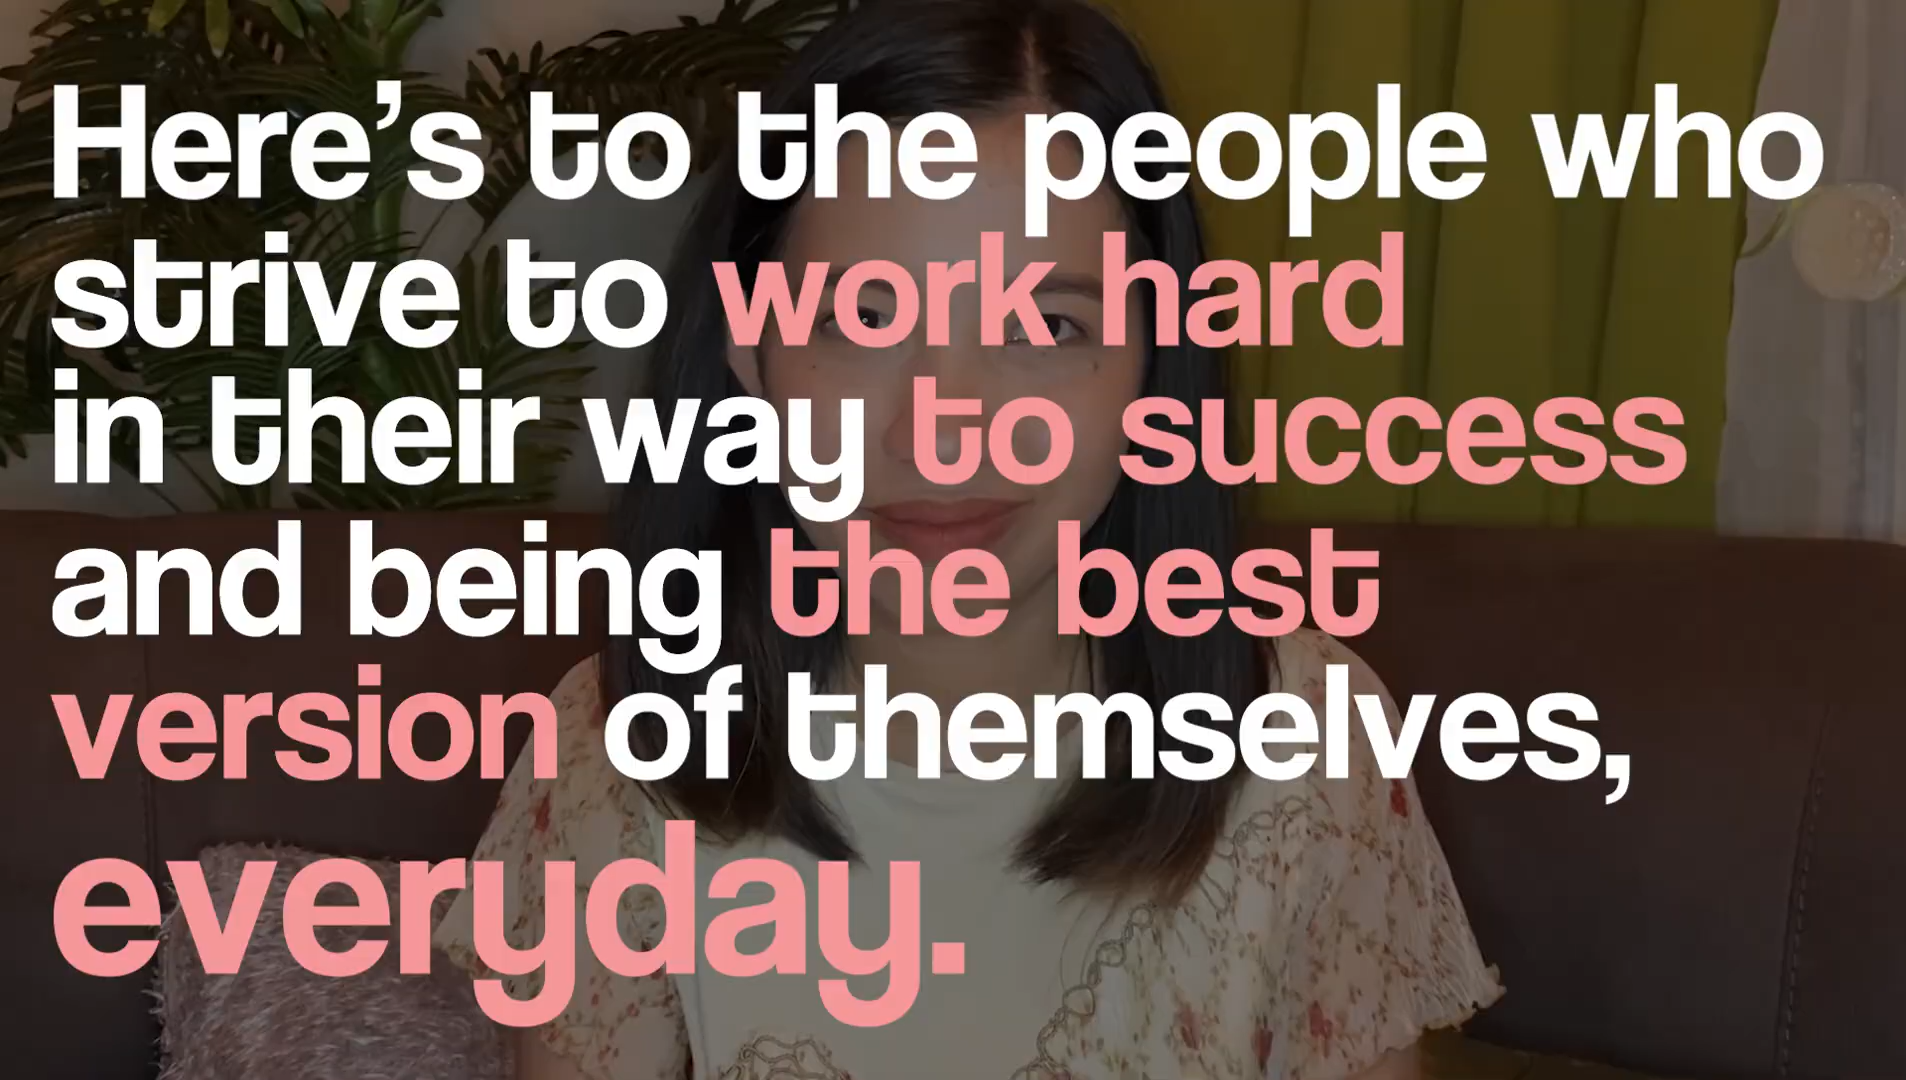 Here’s to the people who
strive to work hard
in their way to success
and being the best
version of themselves,
everyday.